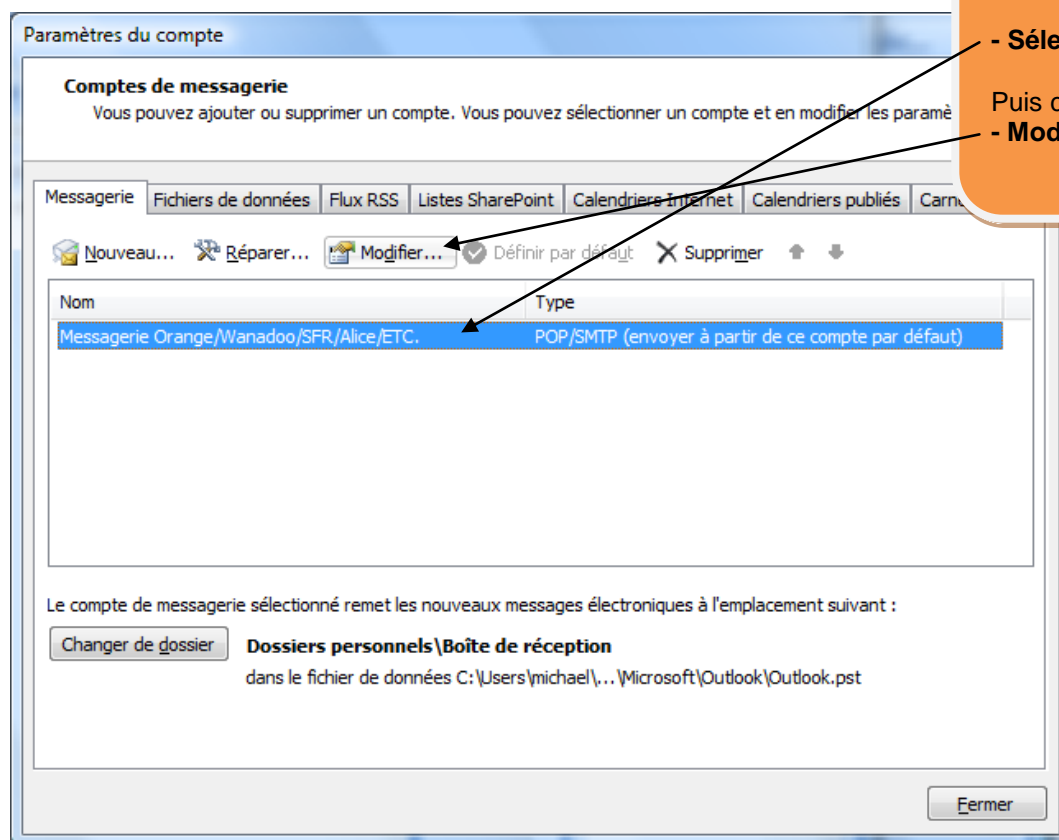 Paramètres du compte
- Séle
Comptes de messagerie
Vous pouvez ajouter ou supprimer un compte. Vous pouvez sélectionner un compte et en modifier les paramè
Puis c
- Mod
Messagerie Fichiers de données Flux RSS Listes SharePoint Calendriers Internet Calendriers publiés Carn
Nouveau... Réparer... Modifier... Définir par défaut Supprimer
Nom Type
Messagerie Orange/Wanadoo/SFR/Alice/ETC. POP/SMTP (envoyer à partir de ce compte par défaut)
Le compte de messagerie sélectionné remet les nouveaux messages électroniques à l'emplacement suivant :
Changer de dossier Dossiers personnels\Boîte de réception
dans le fichier de données C:\Users\michael\...\Microsoft\Outlook\Outlook.pst
Fermer